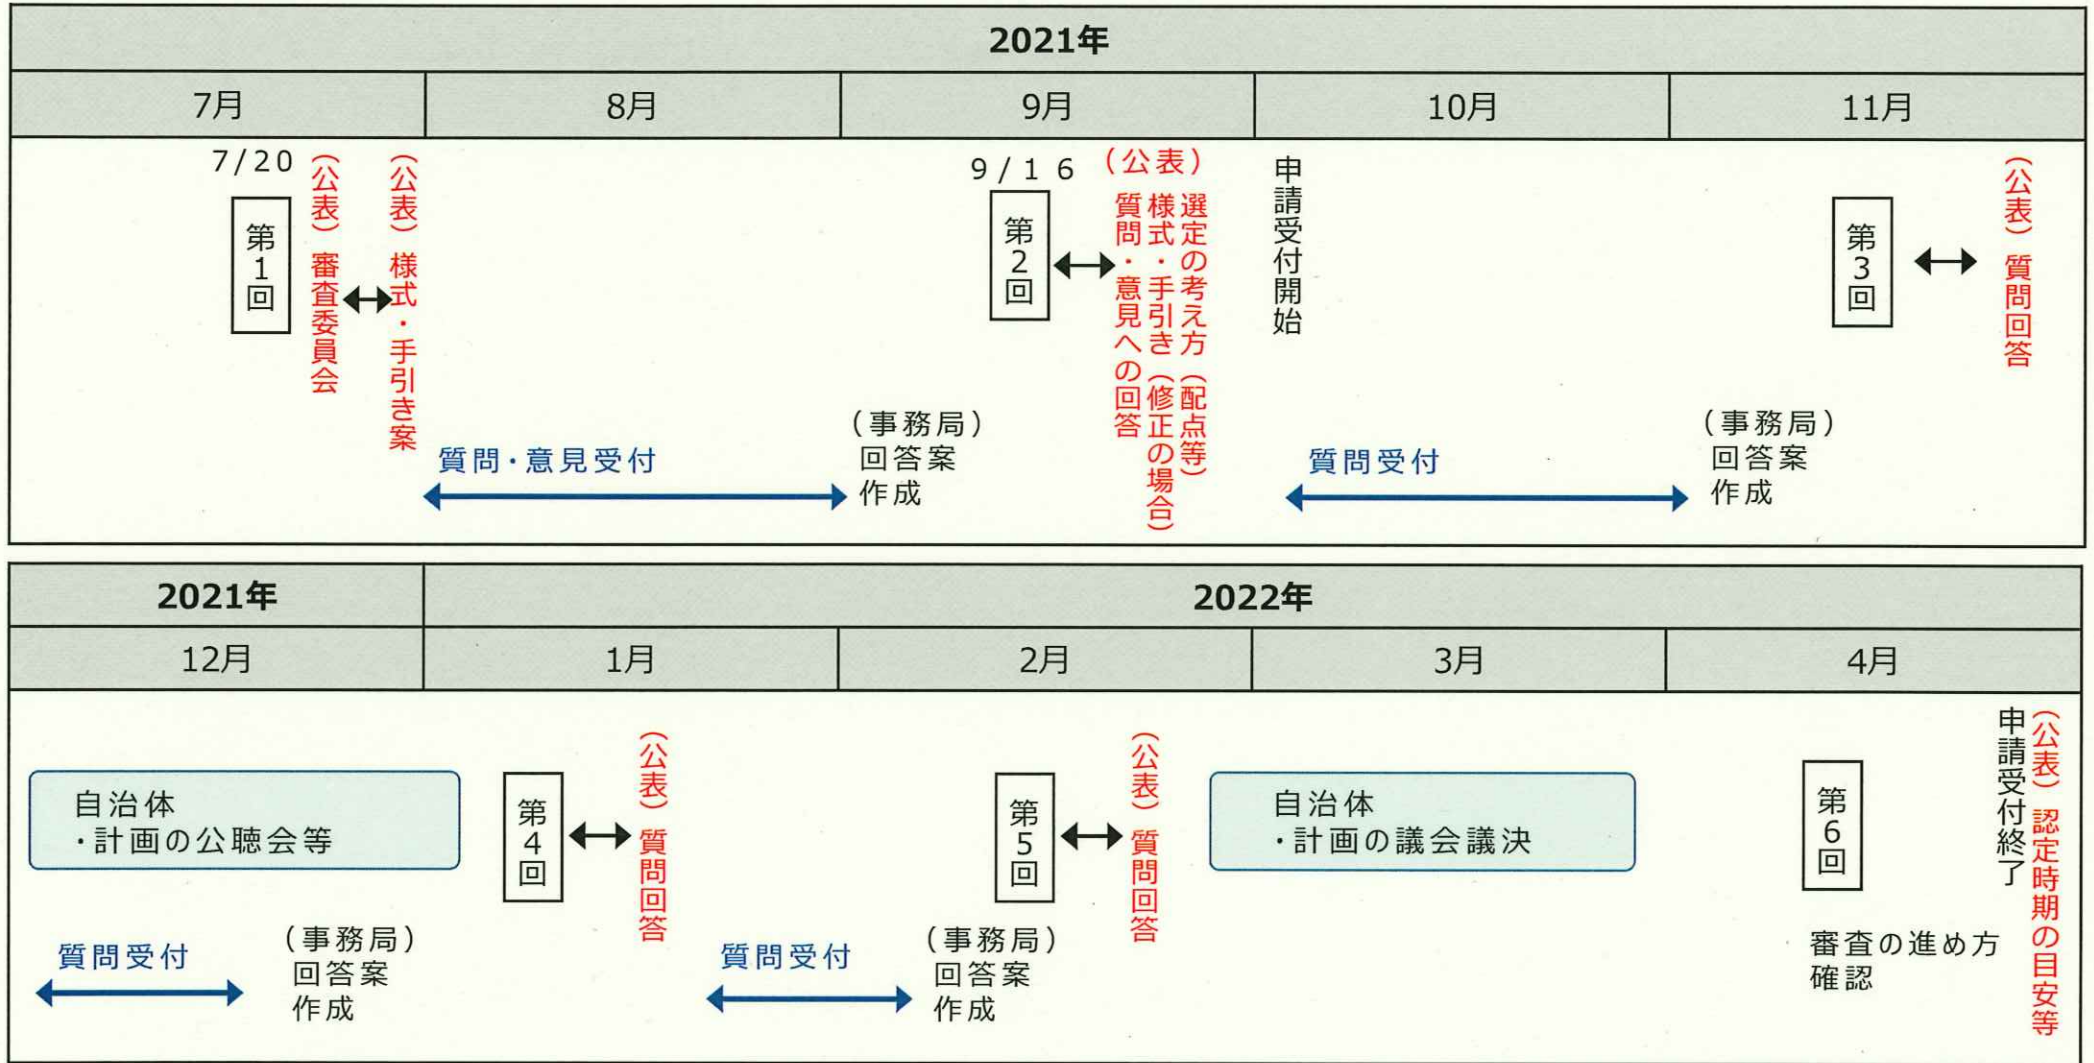 2021年
7月
8月
9月
10月
11月
7/20
第1回
(公表) 審査委員会
(公表) 様式・手引き案
質問・意見受付
(事務局)
回答案
作成
9/16
第2回
(公表)
選定の考え方(配点等)
様式・手引き(修正の場合)
質問・意見への回答
申請受付開始
質問受付
(事務局)
回答案
作成
第3回
(公表) 質問回答
2021年
2022年
12月
1月
2月
3月
4月
自治体
・計画の公聴会等
質問受付
(事務局)
回答案
作成
第4回
(公表) 質問回答
質問受付
(事務局)
回答案
作成
第5回
(公表) 質問回答
自治体
・計画の議会議決
第6回
審査の進め方
確認
申請受付終了
(公表) 認定時期の目安等